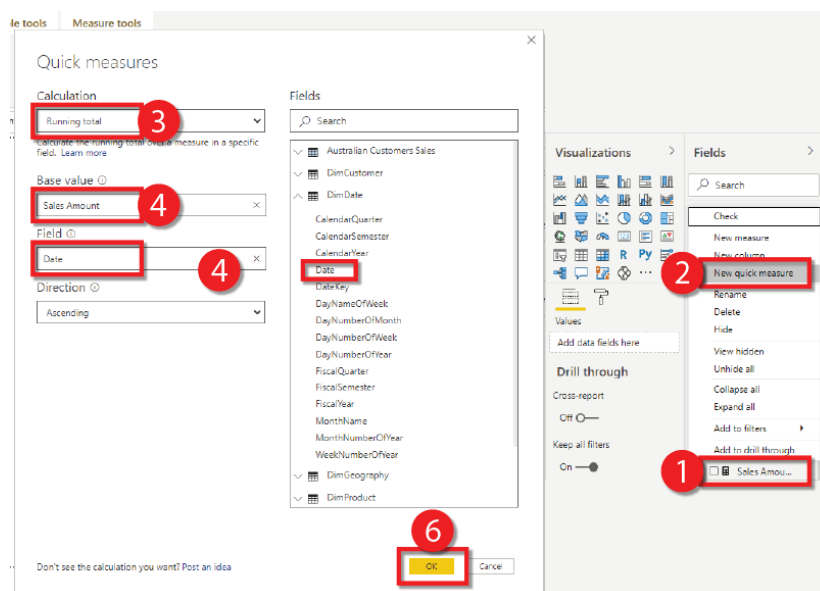 le tools Measure tools
Quick measures
Calculation
Running total
3
Calculate the running total over a measure in a specific
field. Learn more
Base value
Sales Amount
4
Field
Date
4
Direction
Ascending
Don't see the calculation you want? Post an idea
Fields
Search
Australian Customers Sales
DimCustomer
DimDate
CalendarQuarter
CalendarSemester
CalendarYear
Date
DateKey
DayNameOfWeek
DayNumberOfMonth
DayNumberOfWeek
DayNumberOfYear
FiscalQuarter
FiscalSemester
FiscalYear
MonthName
MonthNumberOfYear
WeekNumberOfYear
DimGeography
DimProduct
6
OK Cancel
Visualizations
R Py
Values
Add data fields here
Drill through
Cross-report
Off
Keep all filters
On
Fields
Search
Check
New measure
New column
2
New quick measure
Rename
Delete
Hide
View hidden
Unhide all
Collapse all
Expand all
Add to filters
Add to drill through
1
Sales Amou...